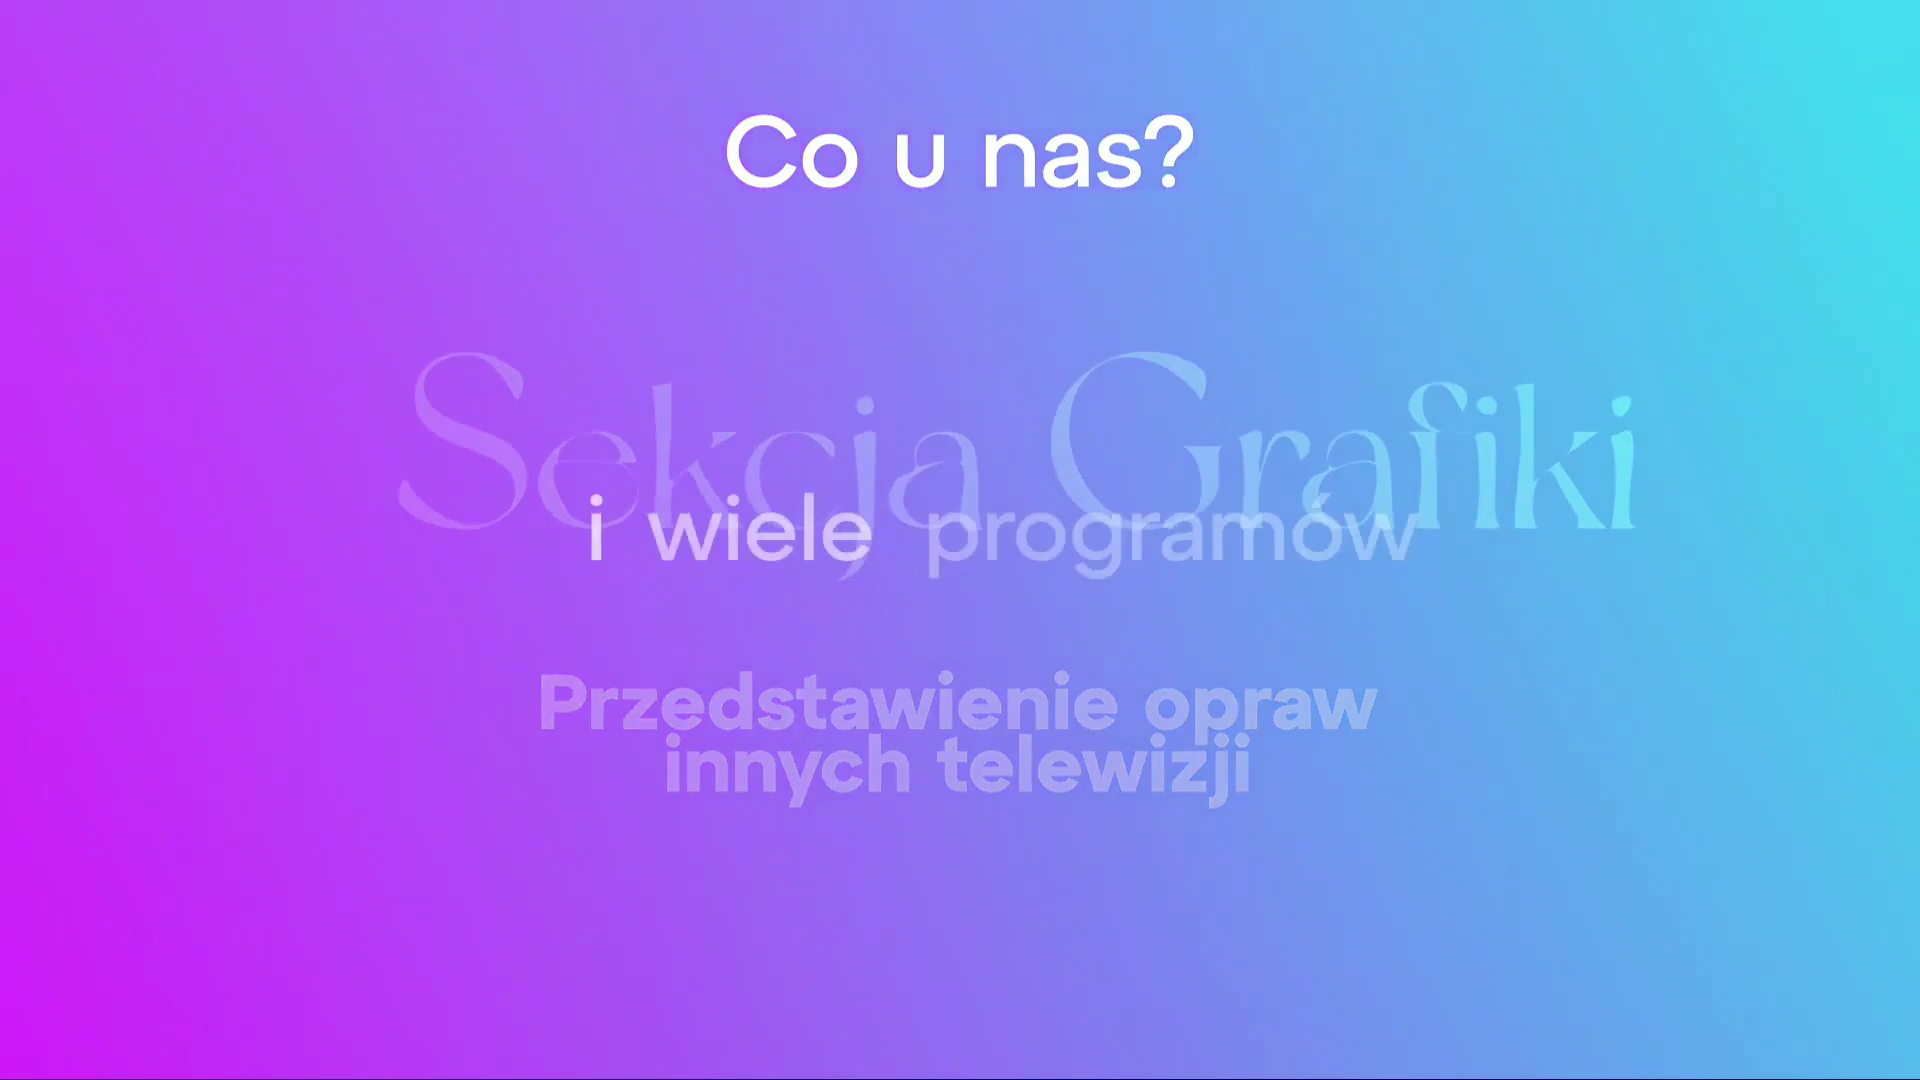 Co u nas?
Sekcja Grafiki
i wiele programów
Przedstawienie opraw
innych telewizji